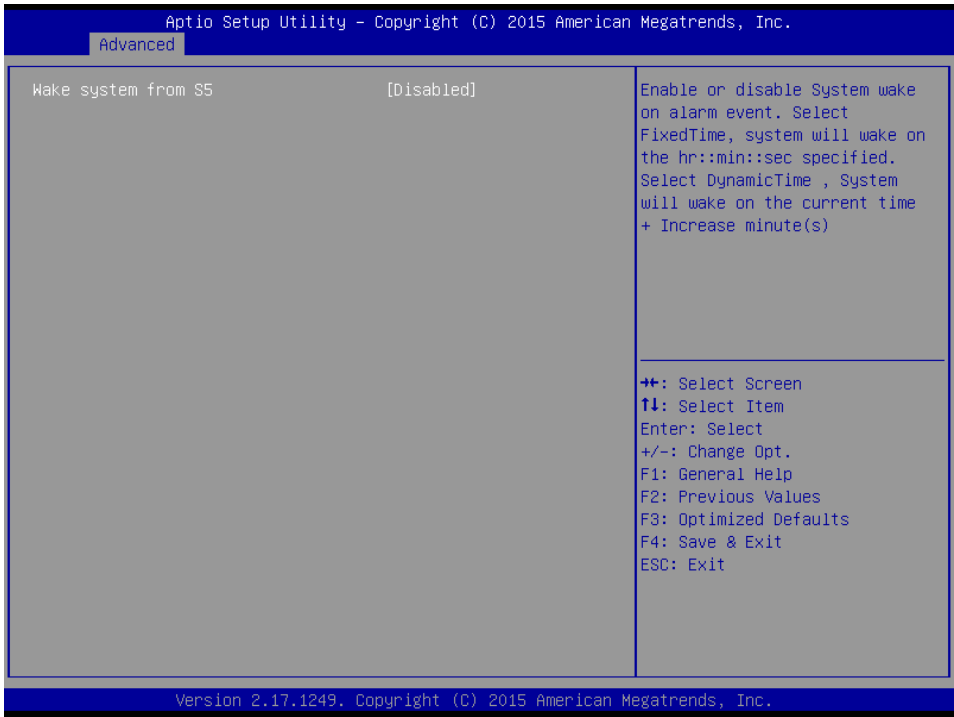 Aptio Setup Utility – Copyright (C) 2015 American Megatrends, Inc.
Advanced
Wake system from S5 [Disabled]
Enable or disable System wake
on alarm event. Select
FixedTime, system will wake on
the hr::min::sec specified.
Select DynamicTime , System
will wake on the current time
+ Increase minute(s)
→←: Select Screen
↑↓: Select Item
Enter: Select
+/-: Change Opt.
F1: General Help
F2: Previous Values
F3: Optimized Defaults
F4: Save & Exit
ESC: Exit
Version 2.17.1249. Copyright (C) 2015 American Megatrends, Inc.